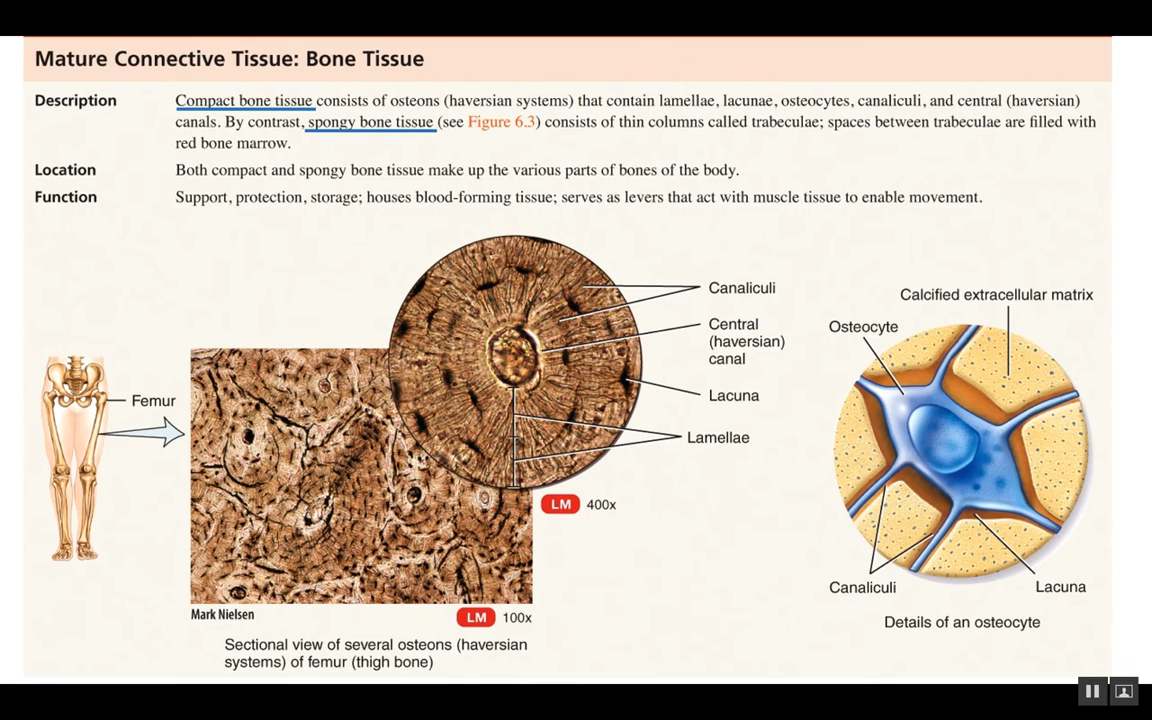 Mature Connective Tissue: Bone Tissue
Description
Compact bone tissue consists of osteons (haversian systems) that contain lamellae, lacunae, osteocytes, canaliculi, and central (haversian)
canals. By contrast, spongy bone tissue (see Figure 6.3) consists of thin columns called trabeculae; spaces between trabeculae are filled with
red bone marrow.
Location
Both compact and spongy bone tissue make up the various parts of bones of the body.
Function
Support, protection, storage; houses blood-forming tissue; serves as levers that act with muscle tissue to enable movement.
Femur
Canaliculi
Central
(haversian)
canal
Lacuna
Lamellae
LM 400x
Mark Nielsen
LM 100x
Sectional view of several osteons (haversian
systems) of femur (thigh bone)
Calcified extracellular matrix
Osteocyte
Canaliculi
Lacuna
Details of an osteocyte